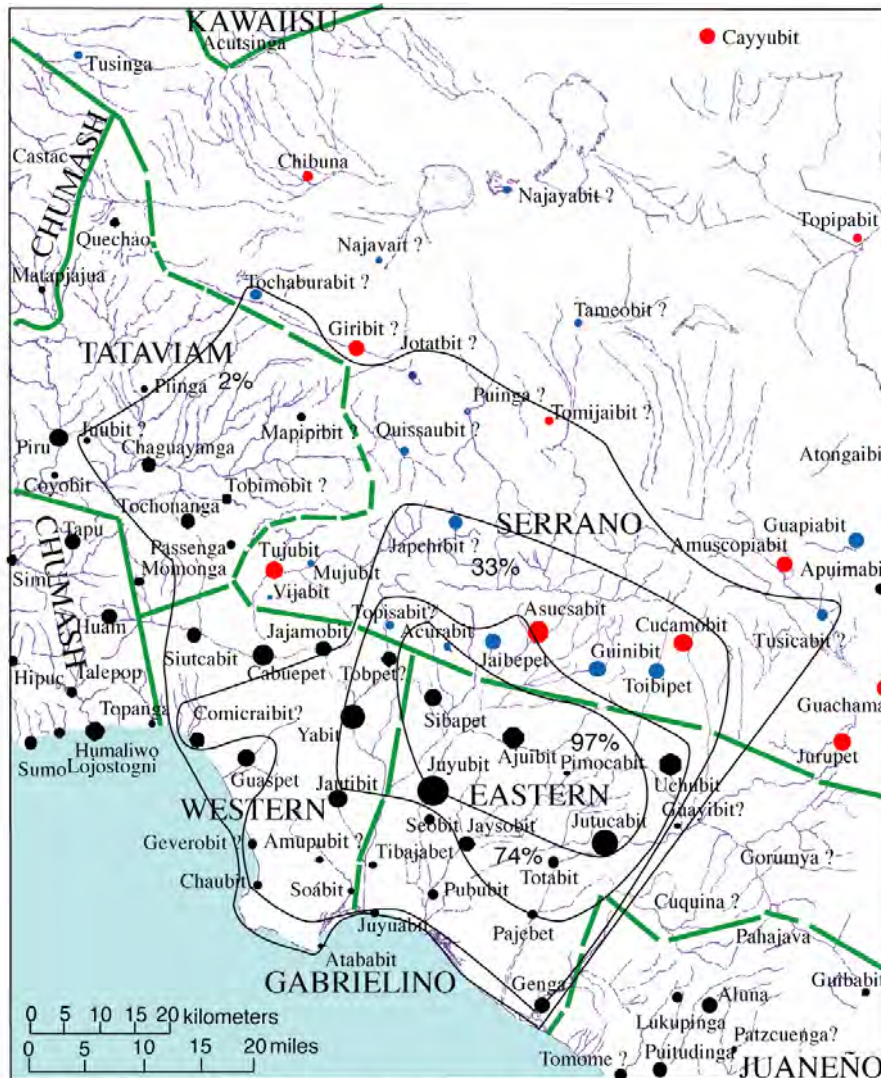 KAWAIISU
Acutsinga
Cayyubit
Tusinga
CHUMASH
Castac
Chibuna
Najayabit ?
Topipabit
Quechao
Najavait ?
Matapjajua
Tochaburabit ?
Tameobit ?
Giribit ?
Jotatbit ?
TATAVIAM
Piinga
2%
Puinga ?
Tomijaibit ?
Jaubit ?
Mapipibit ?
Quissaubit ?
Piru
Chaguayanga
Atongaibi
Coyobit
Tobimobit ?
Tochonanga
CHUMASH
SERRANO
Guapiabit
Tapu
Japchibit ?
Amuscopiabit
Passenga
Tujubit
33%
Apuimabi
Simi
Momonga
Mujubit
Vijabit
Topisabit?
Asucsabit
Huam
Jajamobit
Acurabit
Cucamobit
Tusicabit ?
Guinibit
Siutcabit
Jaibepet
Toibipet
Hipuc
Talepop
Cabuepet
Tobpet?
Guachama
Topanga
Comicraibit?
Sibapet
Yabit
97%
Jurupet
Sumo
Humaliwo
Lojostogni
Ajuibit
Pimocabit
Guaspet
Juyubit
Uchubit
WESTERN
Jautibit
EASTERN
Guayibit?
Seobit
Jaysobit
Jutucabit
Geverobit ?
Amupubit ?
74%
Tibajabet
Gorumya ?
Totabit
Chaubit
Soábit
Pububit
Cuquina ?
Juyuabit
Pajebet
Pahajava
Atababit
GABRIELINO
Genga
Guibabit
Aluna
Lukupinga
0 5 10 15 20 kilometers
Patzcuenga?
0 5 10 15 20 miles
Tomome ?
Puitudinga
JUANEÑO